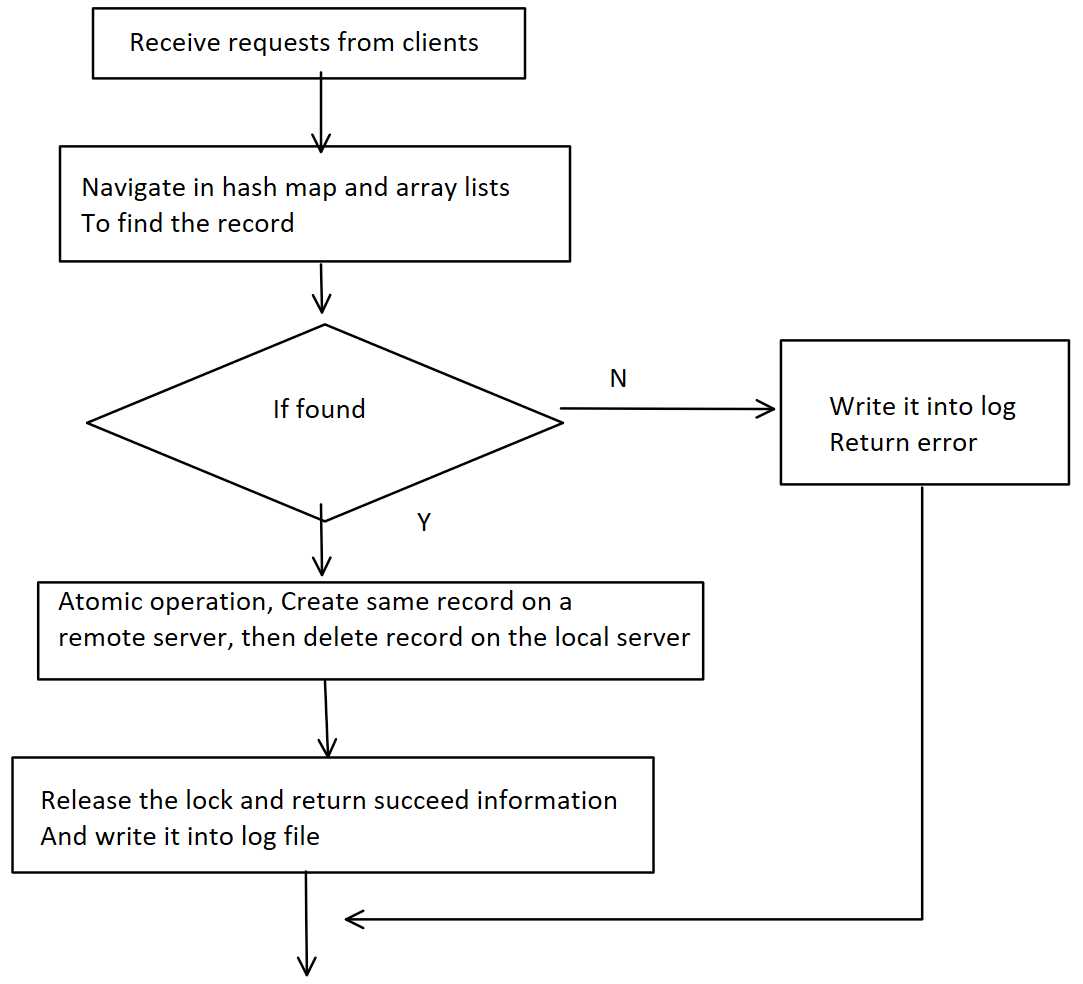 Receive requests from clients
Navigate in hash map and array lists
To find the record
If found
N
Write it into log
Return error
Y
Atomic operation, Create same record on a
remote server, then delete record on the local server
Release the lock and return succeed information
And write it into log file